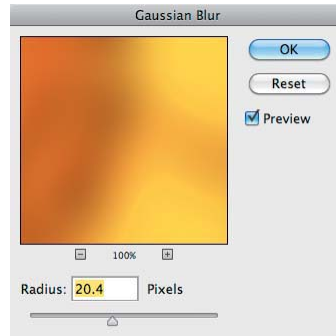 Gaussian Blur
OK
Reset
Preview
100%
Radius: 20.4 Pixels